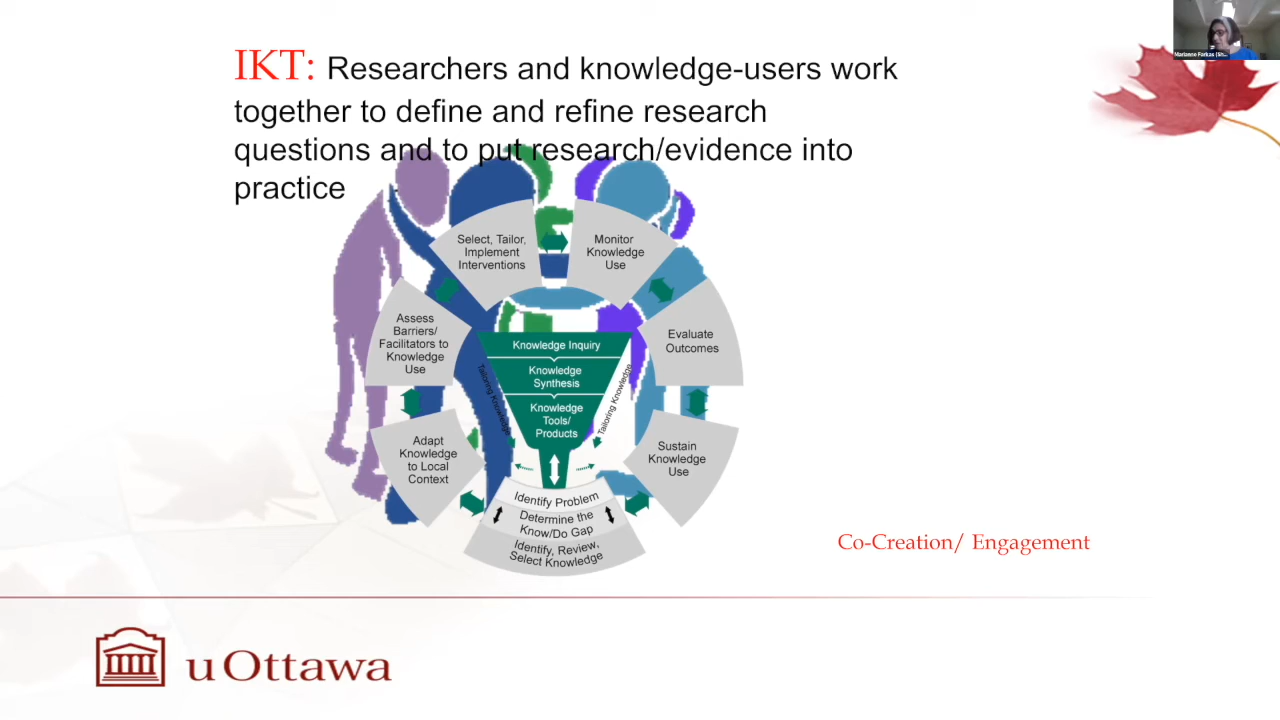 IKT: Researchers and knowledge-users work
together to define and refine research
questions and to put research/evidence into
practice
Marianne Farkas (Sh...
Select, Tailor,
Implement
Interventions
Monitor
Knowledge
Use
Assess
Barriers/
Facilitators to
Knowledge
Use
Evaluate
Outcomes
Knowledge Inquiry
Knowledge
Synthesis
Knowledge
Tools/
Products
Tailoring Knowledge
Tailoring Knowledge
Adapt
Knowledge
to Local
Context
Sustain
Knowledge
Use
Identify Problem
Determine the
Know/Do Gap
Identify, Review,
Select Knowledge
Co-Creation/ Engagement
uOttawa